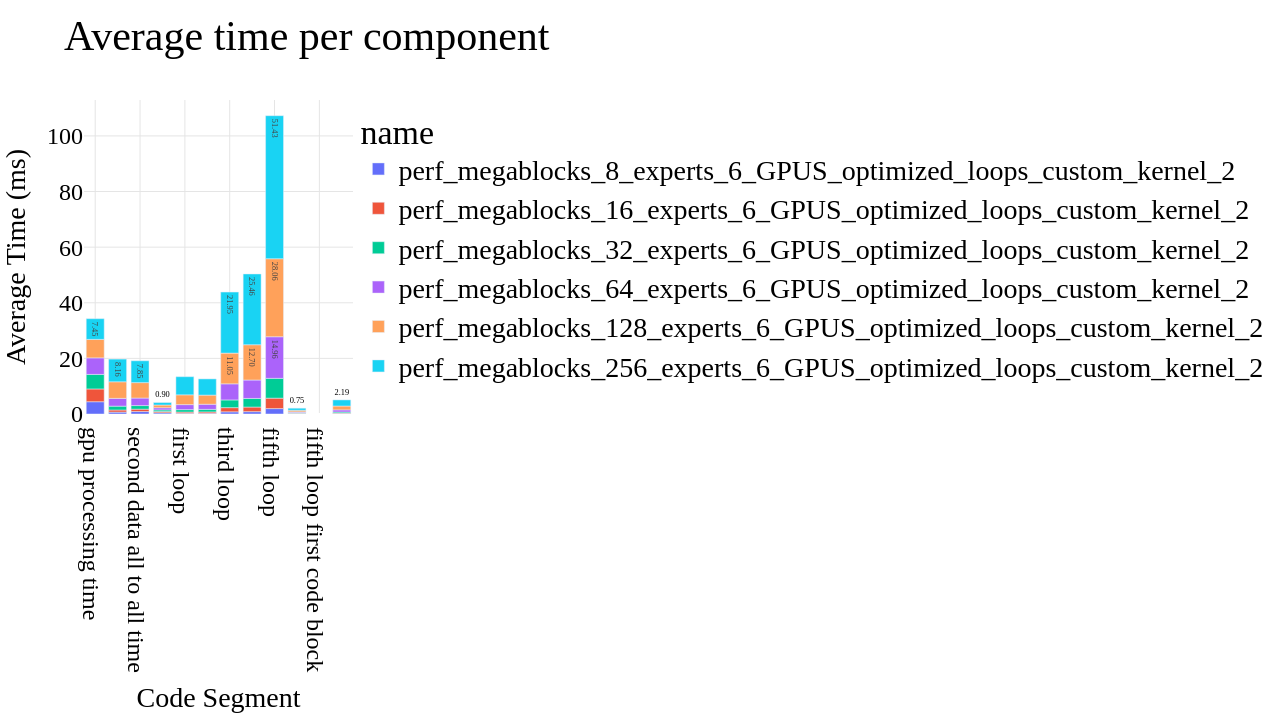 Average time per component
Average Time (ms)
100
80
60
40
20
0
7.45
8.16
7.85
0.90
21.95
11.05
25.46
12.70
51.43
28.06
14.96
0.75
2.19
gpu processing time
second data all to all time
first loop
third loop
fifth loop
fifth loop first code block
Code Segment
name
perf_megablocks_8_experts_6_GPUS_optimized_loops_custom_kernel_2
perf_megablocks_16_experts_6_GPUS_optimized_loops_custom_kernel_2
perf_megablocks_32_experts_6_GPUS_optimized_loops_custom_kernel_2
perf_megablocks_64_experts_6_GPUS_optimized_loops_custom_kernel_2
perf_megablocks_128_experts_6_GPUS_optimized_loops_custom_kernel_2
perf_megablocks_256_experts_6_GPUS_optimized_loops_custom_kernel_2